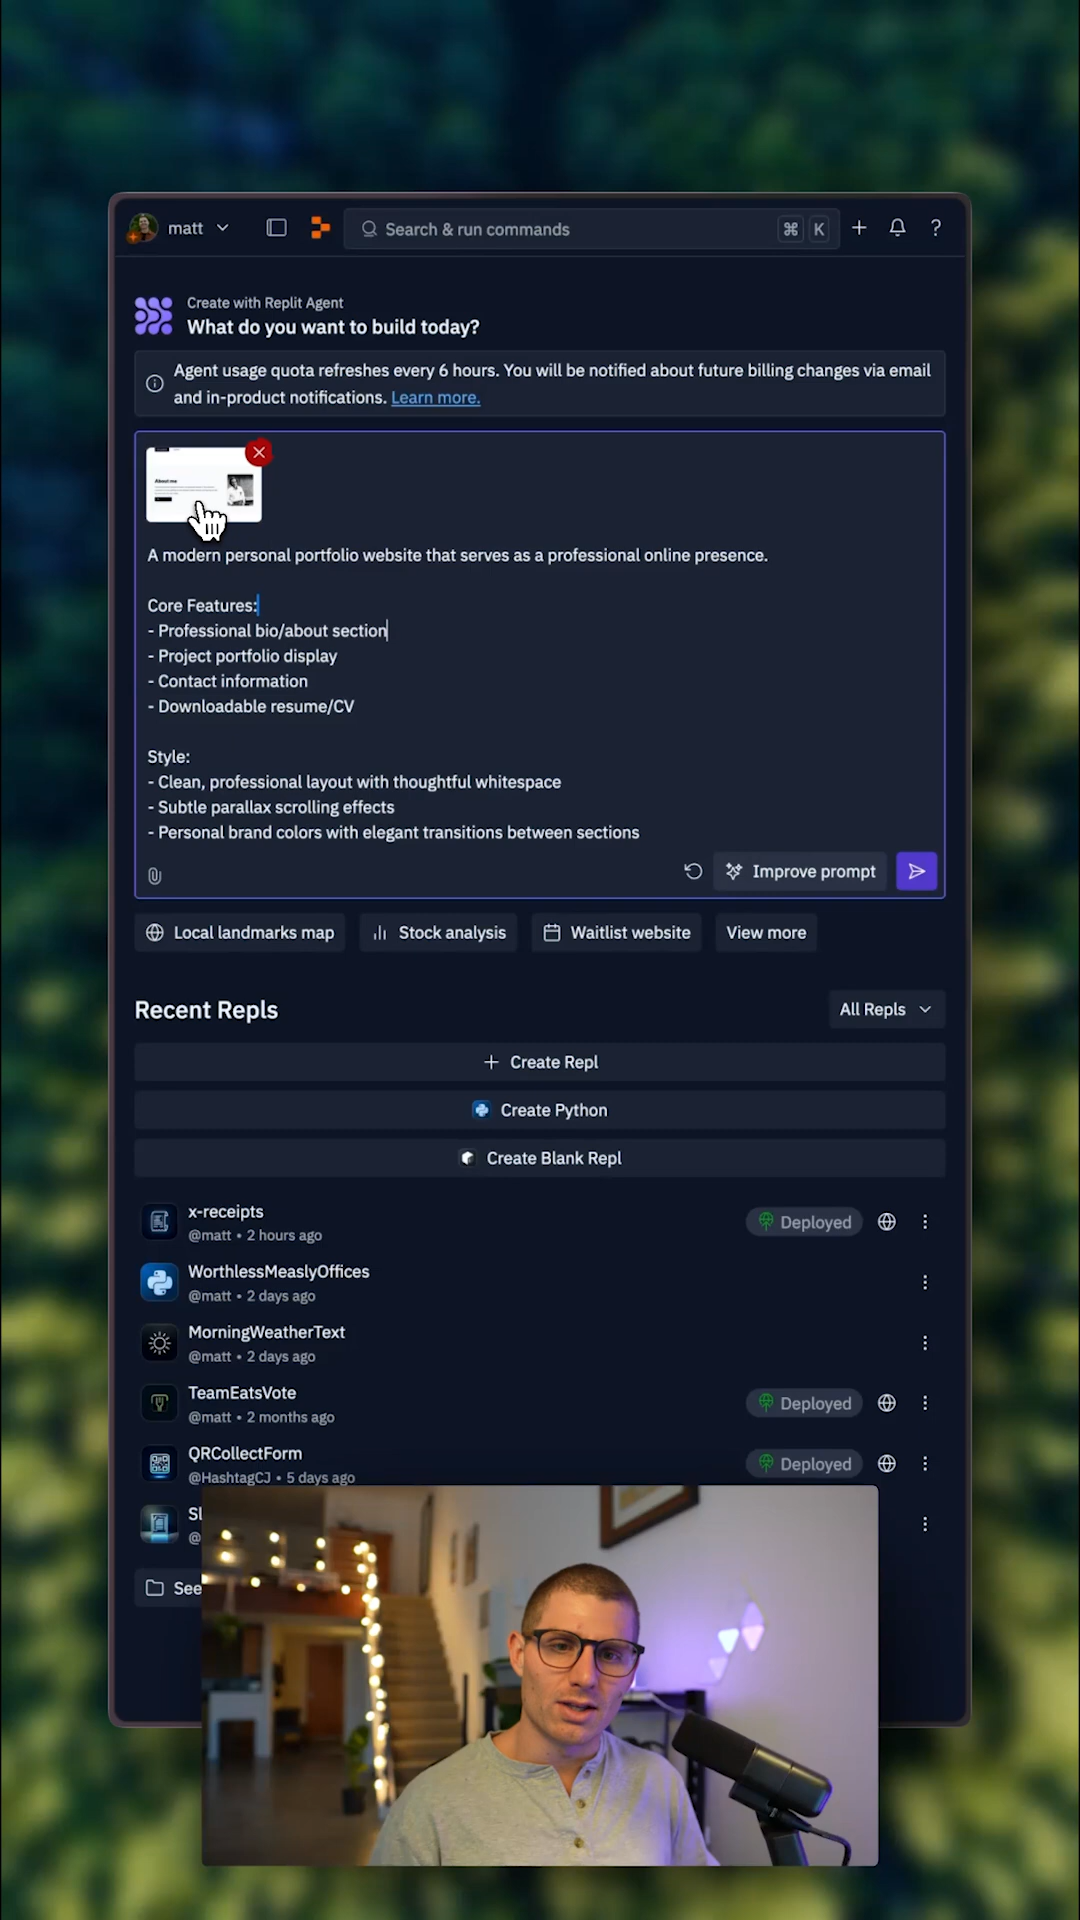 matt
Search & run commands
⌘ K
?
Create with Replit Agent
What do you want to build today?
Agent usage quota refreshes every 6 hours. You will be notified about future billing changes via email
and in-product notifications. Learn more.
About me
A modern personal portfolio website that serves as a professional online presence.
Core Features:
- Professional bio/about section
- Project portfolio display
- Contact information
- Downloadable resume/CV
Style:
- Clean, professional layout with thoughtful whitespace
- Subtle parallax scrolling effects
- Personal brand colors with elegant transitions between sections
Improve prompt
Local landmarks map
Stock analysis
Waitlist website
View more
Recent Repls
All Repls
Create Repl
Create Python
Create Blank Repl
x-receipts
Deployed
@matt • 2 hours ago
WorthlessMeaslyOffices
@matt • 2 days ago
MorningWeatherText
@matt • 2 days ago
TeamEatsVote
Deployed
@matt • 2 months ago
QRCollectForm
Deployed
@HashtagCJ • 5 days ago
Sl
@
See